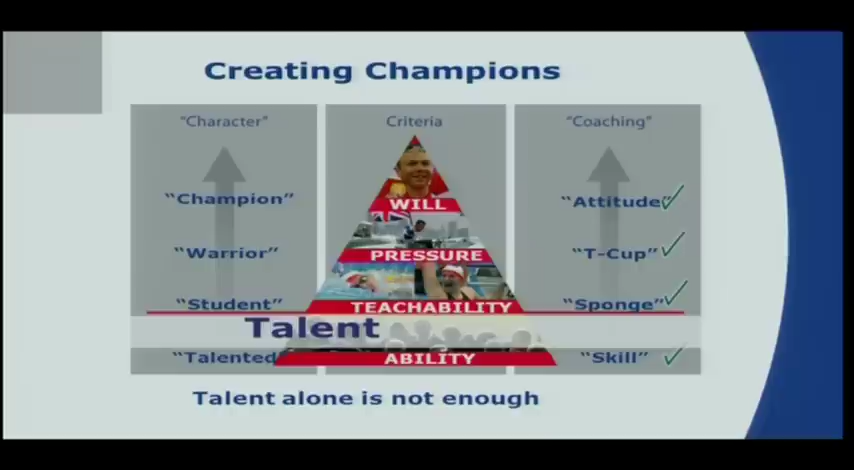 Creating Champions
“Character” Criteria “Coaching”
“Champion” WILL “Attitude”
“Warrior” PRESSURE “T-Cup”
“Student” TEACHABILITY “Sponge”
Talent
“Talented” ABILITY “Skill”
Talent alone is not enough